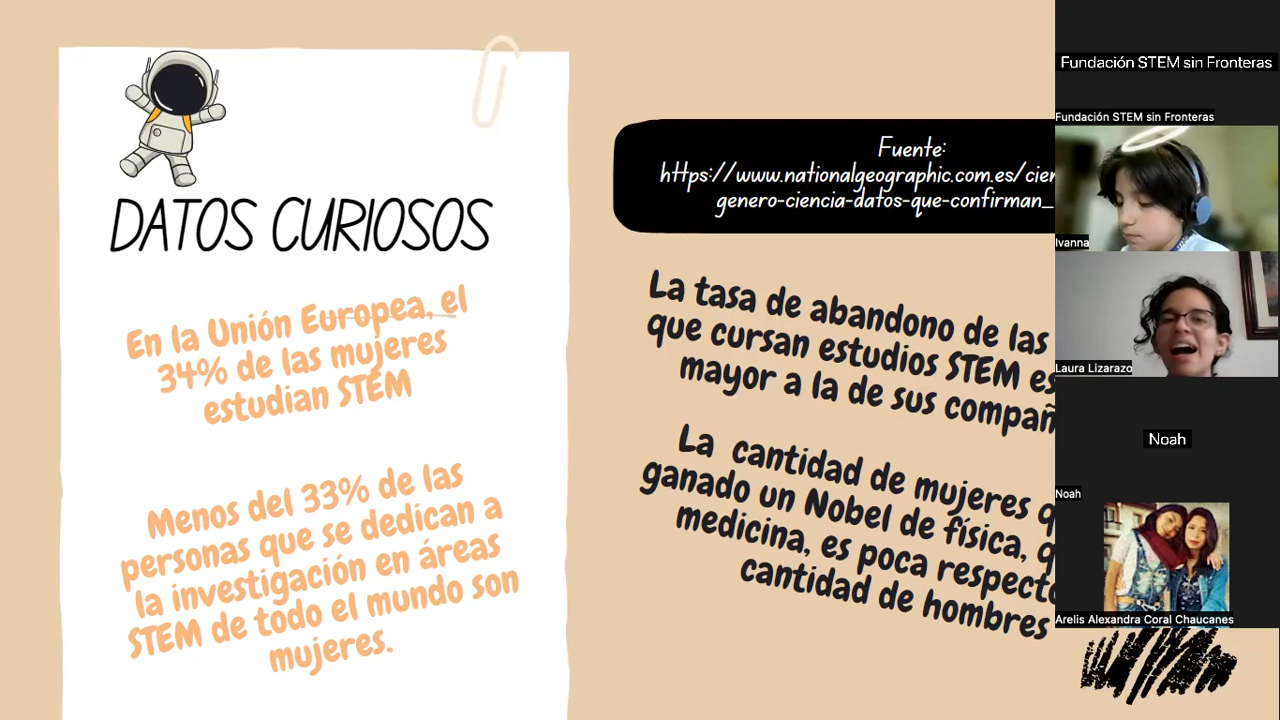 DATOS CURIOSOS
En la Unión Europea, el
34% de las mujeres
estudian STEM
Menos del 33% de las
personas que se dedican a
la investigación en áreas
STEM de todo el mundo son
mujeres.
Fuente:
https://www.nationalgeographic.com.es/cien
genero-ciencia-datos-que-confirman_
La tasa de abandono de las
que cursan estudios STEM es
mayor a la de sus compañ
La cantidad de mujeres q
ganado un Nobel de física, q
medicina, es poca respecto
cantidad de hombres
Fundación STEM sin Fronteras
Fundación STEM sin Fronteras
Ivanna
Laura Lizarazo
Noah
Noah
Arelis Alexandra Coral Chaucanes